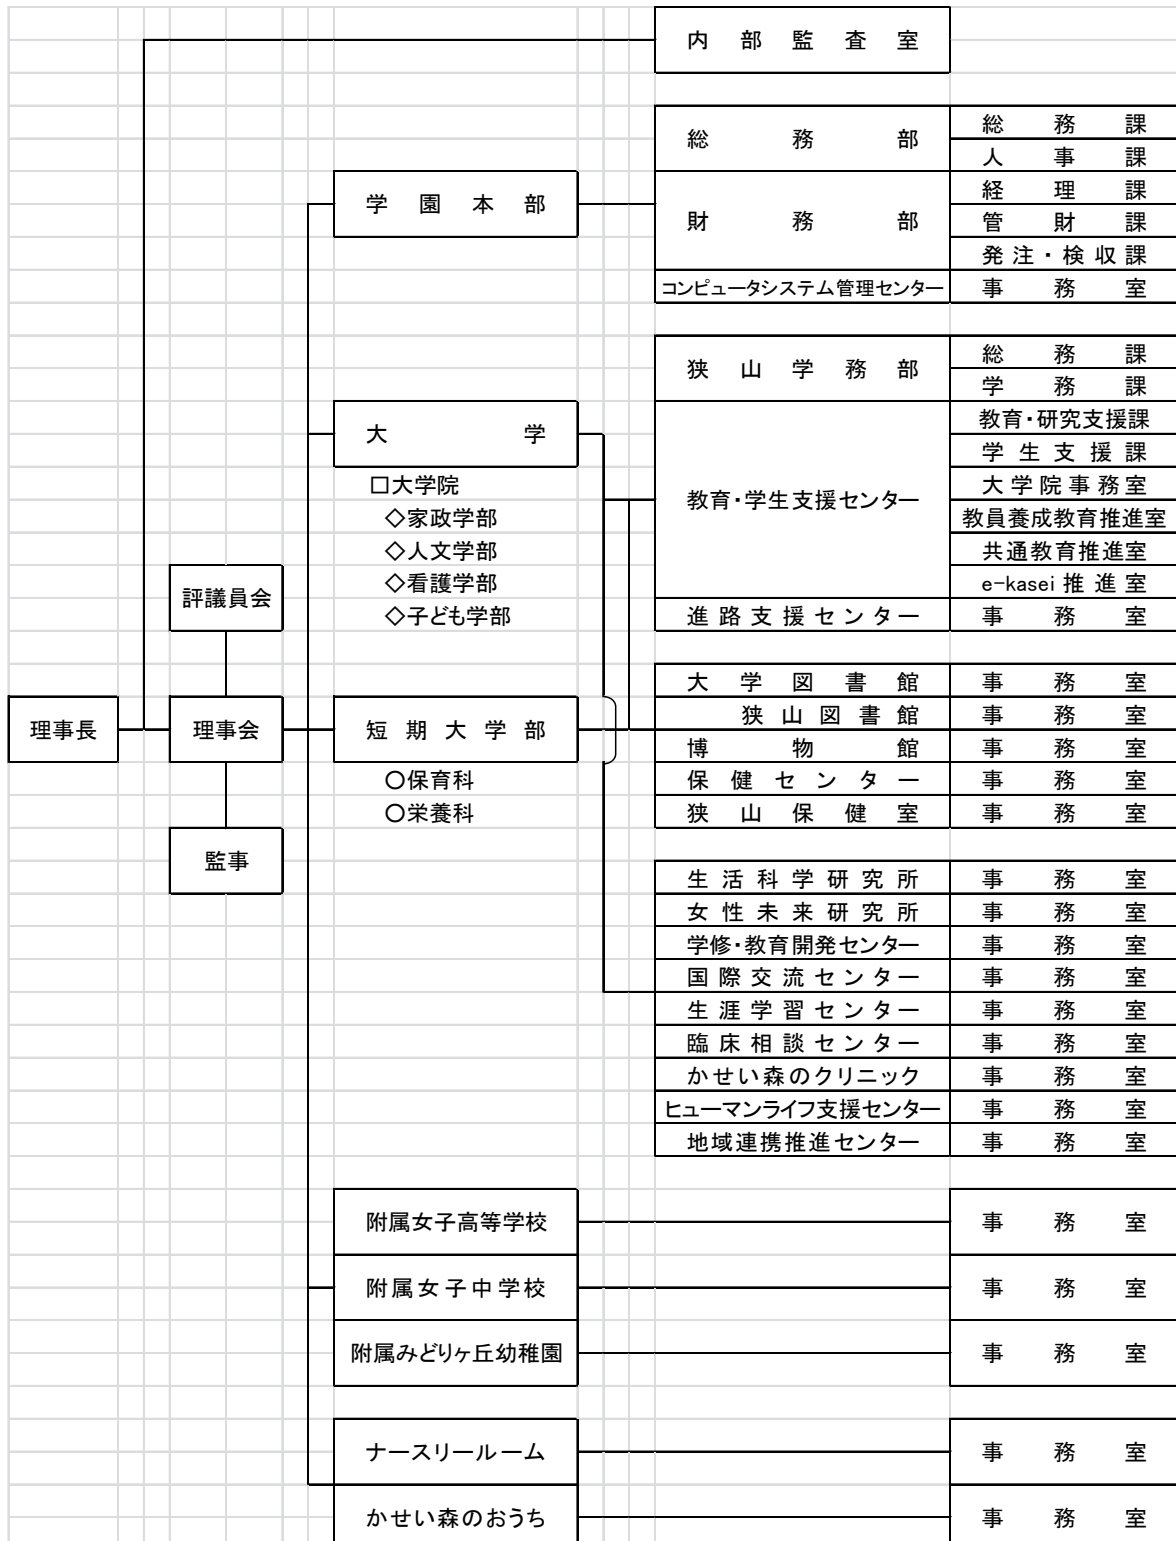 内部監査室
総務部 総務課
人事課
学園本部 財務部 経理課
管財課
発注・検収課
コンピュータシステム管理センター 事務室
狭山学務部 総務課
学務課
大学 教育・学生支援センター 教育・研究支援課
学生支援課
□大学院 大学院事務室
◇家政学部 教員養成教育推進室
◇人文学部 共通教育推進室
◇看護学部 e-kasei推進室
◇子ども学部 進路支援センター 事務室
評議員会
大学図書館 事務室
狭山図書館 事務室
理事長 理事会 短期大学部 博物館 事務室
〇保育科 保健センター 事務室
〇栄養科 狭山保健室 事務室
監事
生活科学研究所 事務室
女性未来研究所 事務室
学修・教育開発センター 事務室
国際交流センター 事務室
生涯学習センター 事務室
臨床相談センター 事務室
かせい森のクリニック 事務室
ヒューマンライフ支援センター 事務室
地域連携推進センター 事務室
附属女子高等学校 事務室
附属女子中学校 事務室
附属みどりヶ丘幼稚園 事務室
ナースリールーム 事務室
かせい森のおうち 事務室